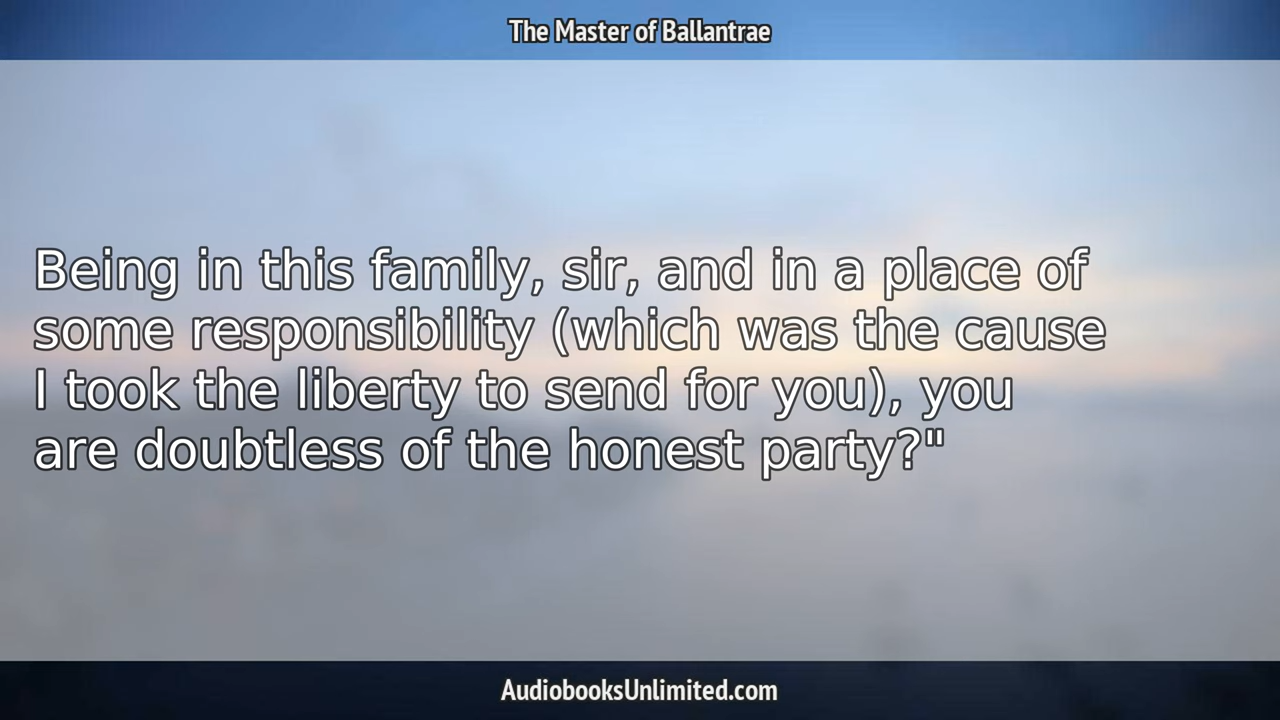 The Master of Ballantrae
Being in this family, sir, and in a place of
some responsibility (which was the cause
I took the liberty to send for you), you
are doubtless of the honest party?"
AudiobooksUnlimited.com